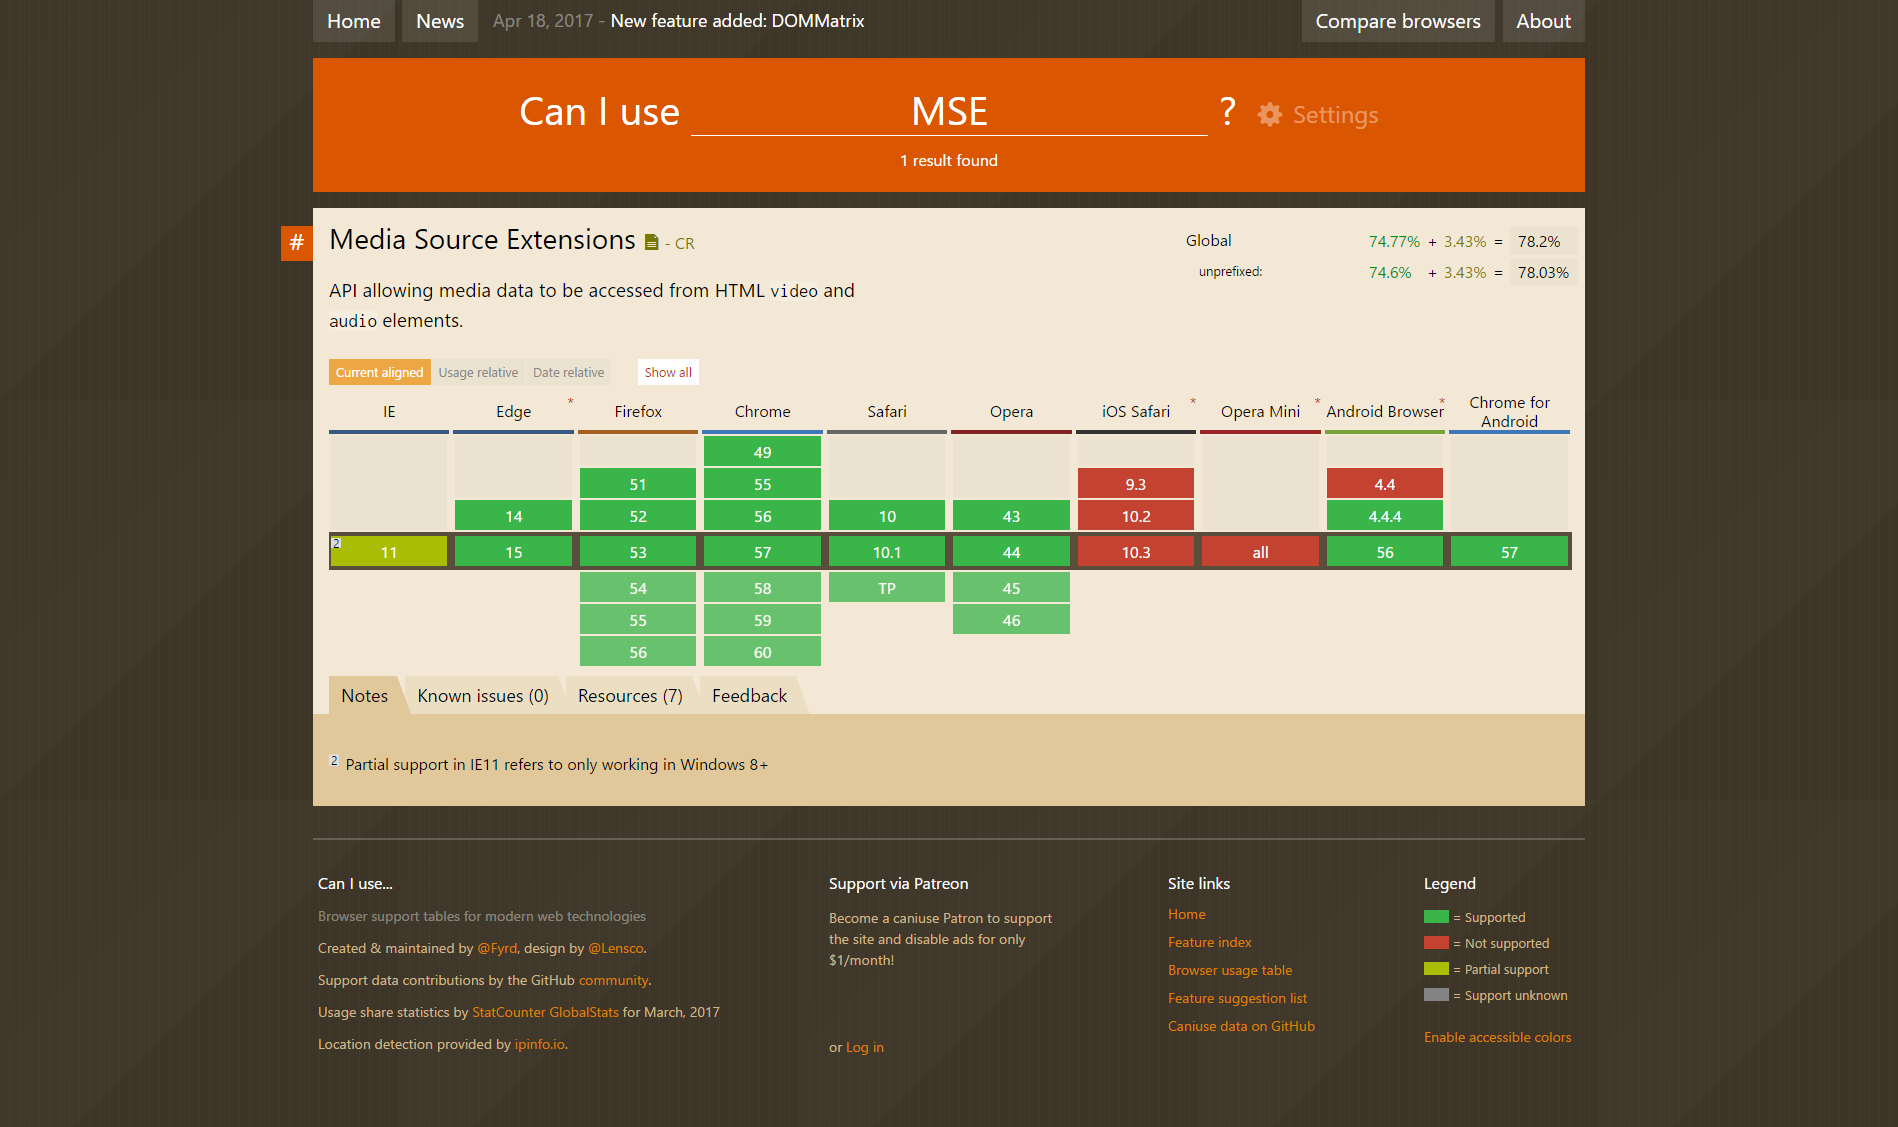 Home News Apr 18, 2017 - New feature added: DOMMatrix Compare browsers About
Can I use MSE ? Settings
1 result found
#
Media Source Extensions - CR
Global 74.77% + 3.43% = 78.2%
unprefixed: 74.6% + 3.43% = 78.03%
API allowing media data to be accessed from HTML video and
audio elements.
Current aligned Usage relative Date relative Show all
IE Edge * Firefox Chrome Safari Opera iOS Safari * Opera Mini * Android Browser * Chrome for
Android
49
51 55 9.3 4.4
14 52 56 10 43 10.2 4.4.4
2 11 15 53 57 10.1 44 10.3 all 56 57
54 58 TP 45
55 59 46
56 60
Notes Known issues (0) Resources (7) Feedback
2 Partial support in IE11 refers to only working in Windows 8+
Can I use...
Browser support tables for modern web technologies
Created & maintained by @Fyrd, design by @Lensco.
Support data contributions by the GitHub community.
Usage share statistics by StatCounter GlobalStats for March, 2017
Location detection provided by ipinfo.io.
Support via Patreon
Become a caniuse Patron to support
the site and disable ads for only
$1/month!
or Log in
Site links
Home
Feature index
Browser usage table
Feature suggestion list
Caniuse data on GitHub
Legend
= Supported
= Not supported
= Partial support
= Support unknown
Enable accessible colors